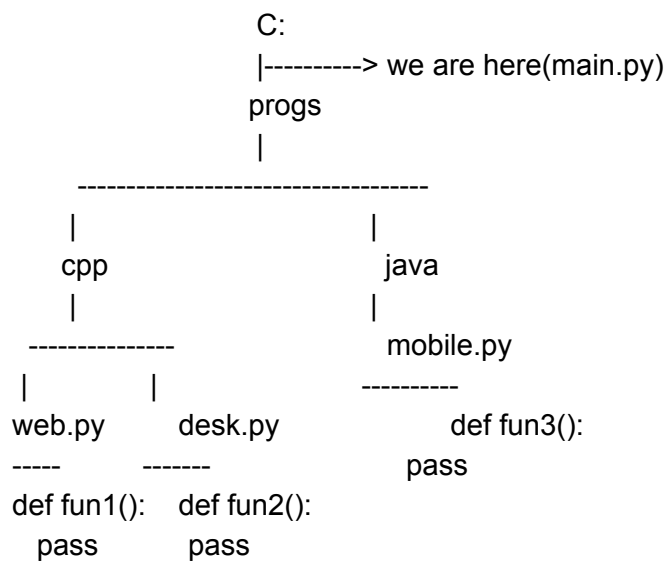 C:
|----------> we are here(main.py)
progs
|
------------------------------------
| |
cpp java
| |
--------------- mobile.py
| | ----------
web.py desk.py def fun3():
----- ------- pass
def fun1(): def fun2():
pass pass